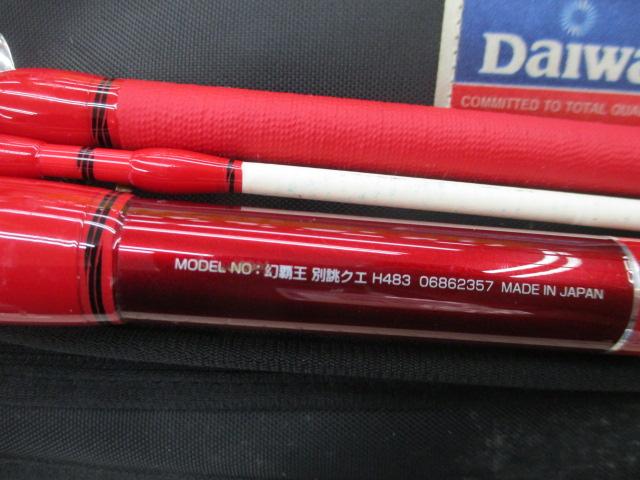 Daiwa
COMMITTED TO TOTAL QUA
MODEL NO : 幻覇王 別誂クエ H483 06862357 MADE IN JAPAN